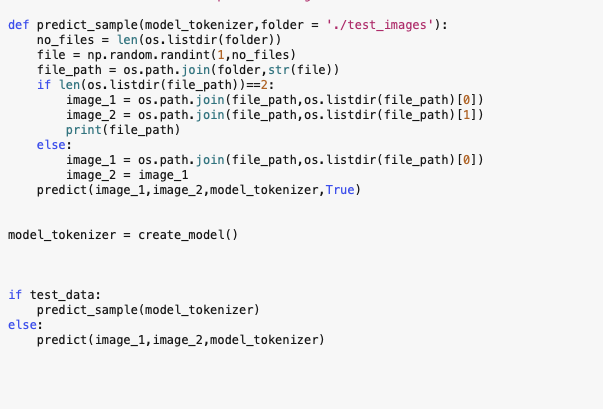 def predict_sample(model_tokenizer,folder = './test_images'):
    no_files = len(os.listdir(folder))
    file = np.random.randint(1,no_files)
    file_path = os.path.join(folder,str(file))
    if len(os.listdir(file_path))==2:
        image_1 = os.path.join(file_path,os.listdir(file_path)[0])
        image_2 = os.path.join(file_path,os.listdir(file_path)[1])
        print(file_path)
    else:
        image_1 = os.path.join(file_path,os.listdir(file_path)[0])
        image_2 = image_1
    predict(image_1,image_2,model_tokenizer,True)
model_tokenizer = create_model()
if test_data:
    predict_sample(model_tokenizer)
else:
    predict(image_1,image_2,model_tokenizer)